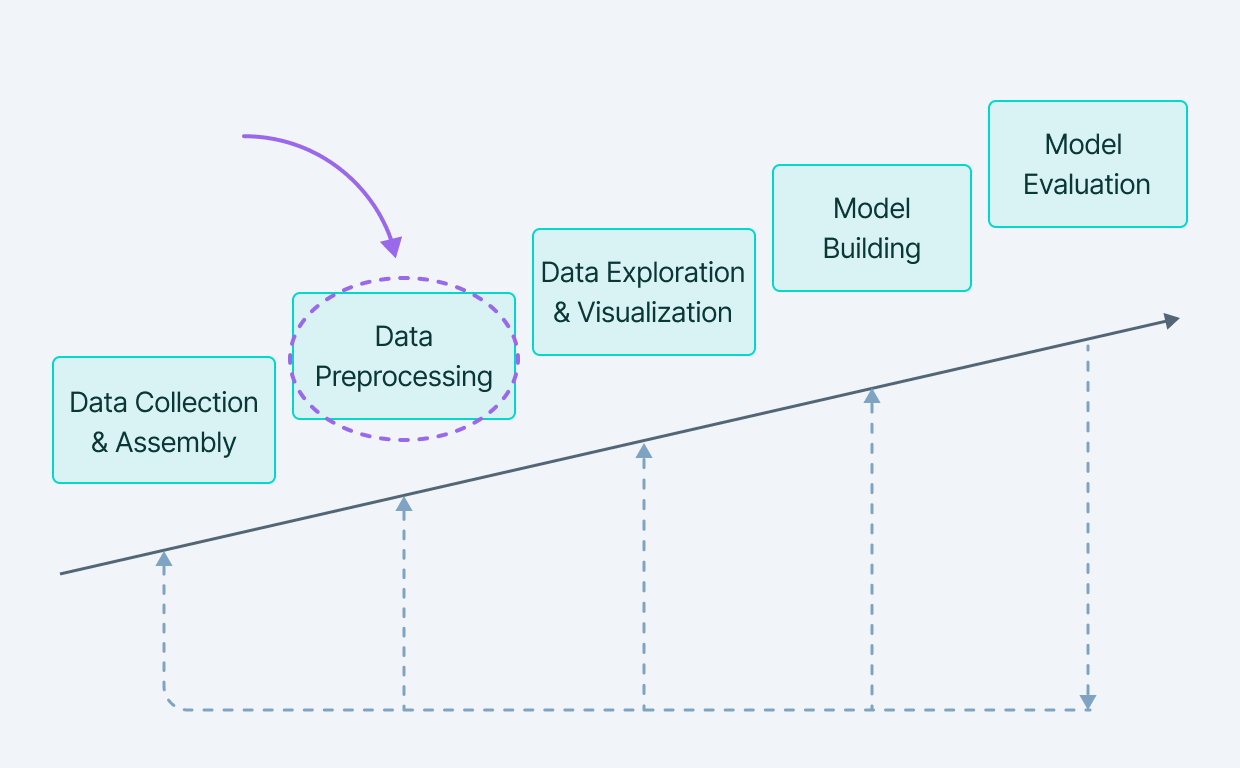 Data Collection
& Assembly
Data
Preprocessing
Data Exploration
& Visualization
Model
Building
Model
Evaluation